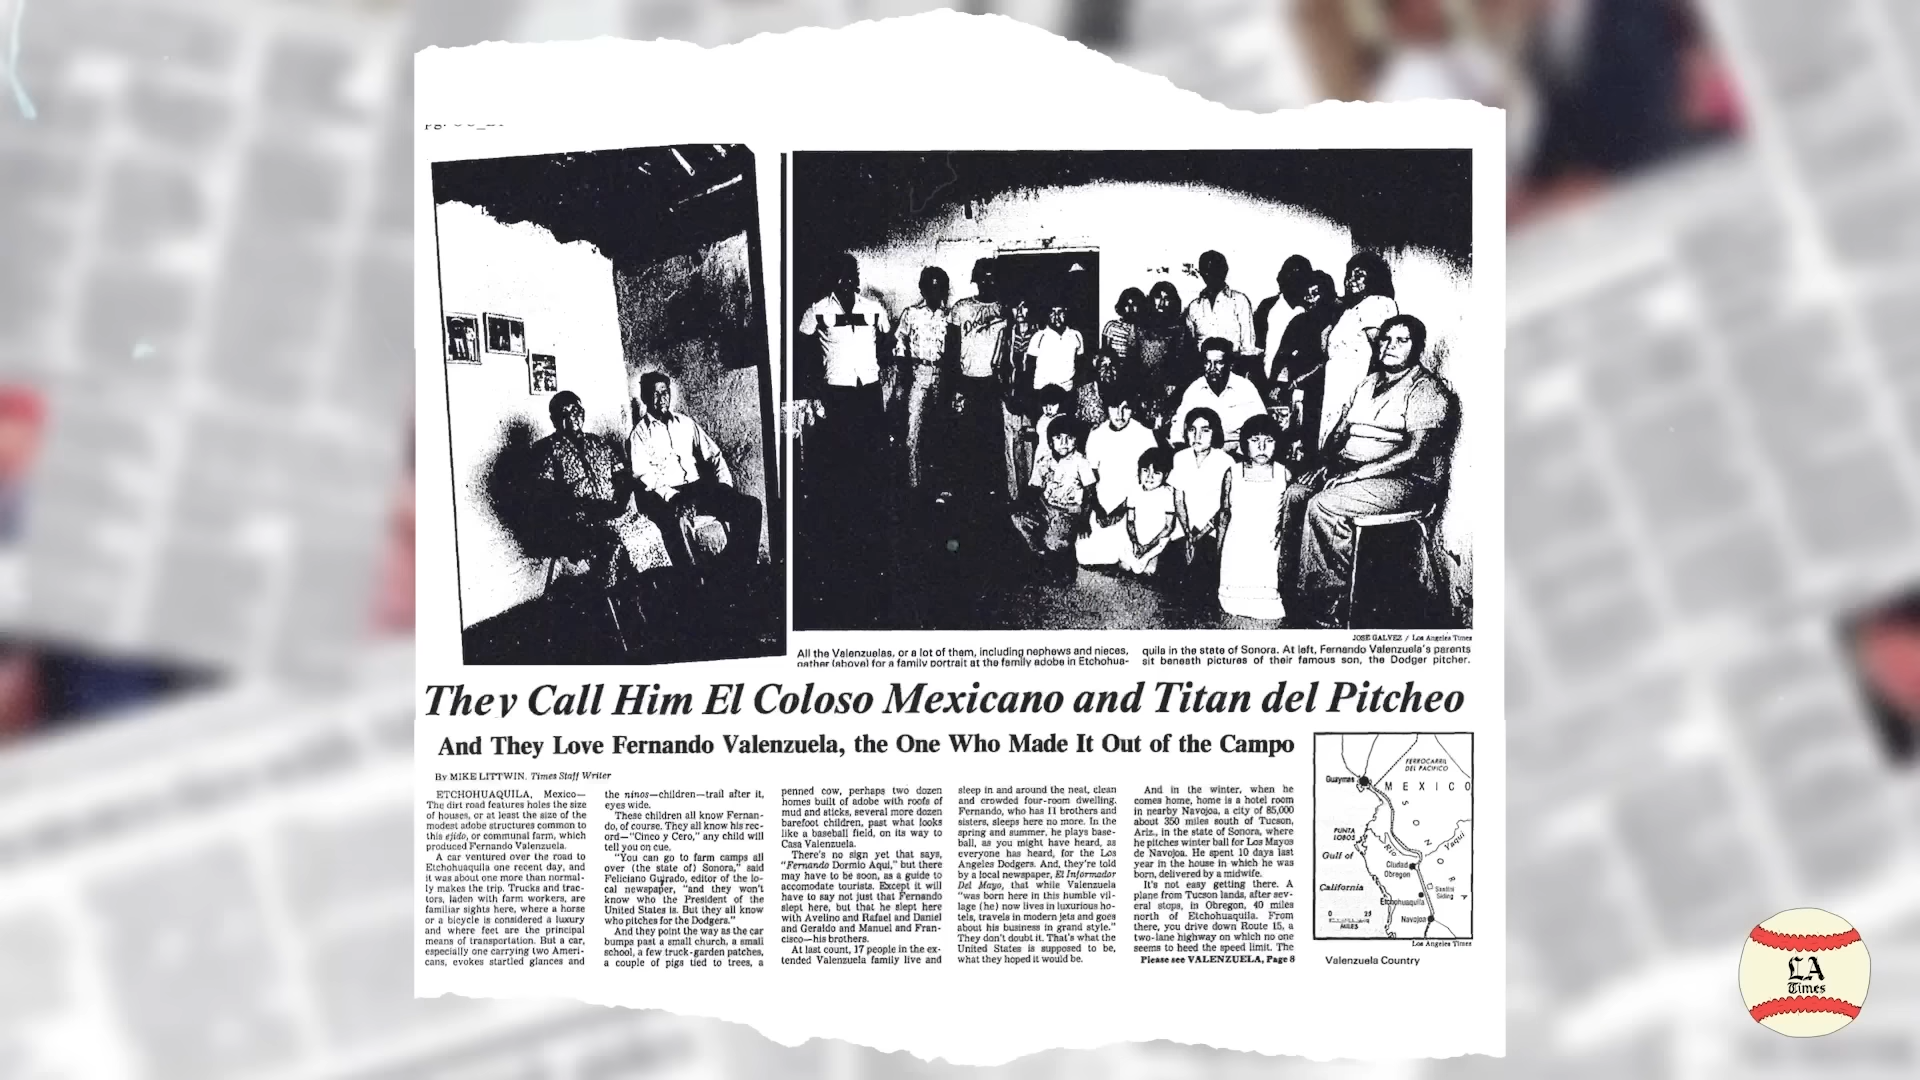 Dodgers
JOSE GALVEZ / Los Angeles Times
All the Valenzuelas, or a lot of them, including nephews and nieces,
gather (above) for a family portrait at the family adobe in Etchohua-
quila in the state of Sonora. At left, Fernando Valenzuela's parents
sit beneath pictures of their famous son, the Dodger pitcher.
They Call Him El Coloso Mexicano and Titan del Pitcheo
And They Love Fernando Valenzuela, the One Who Made It Out of the Campo
By MIKE LITTWIN, Times Staff Writer
ETCHOHUAQUILA, Mexico—
The dirt road features holes the size
of houses, or at least the size of the
modest adobe structures common to
this ejido, or communal farm, which
produced Fernando Valenzuela.
A car ventured over the road to
Etchohuaquila one recent day, and
it was about one more than normal-
ly makes the trip. Trucks and trac-
tors, laden with farm workers, are
familiar sights here, where a horse
or a bicycle is considered a luxury
and where feet are the principal
means of transportation. But a car,
especially one carrying two Ameri-
cans, evokes startled glances and
the ninos—children—trail after it,
eyes wide.
These children all know Fernan-
do, of course. They all know his rec-
ord—"Cinco y Cero," any child will
tell you on cue.
"You can go to farm camps all
over (the state of) Sonora," said
Feliciano Guirado, editor of the lo-
cal newspaper, "and they won't
know who the President of the
United States is. But they all know
who pitches for the Dodgers."
And they point the way as the car
bumps past a small church, a small
school, a few truck-garden patches,
a couple of pigs tied to trees, a
penned cow, perhaps two dozen
homes built of adobe with roofs of
mud and sticks, several more dozen
barefoot children, past what looks
like a baseball field, on its way to
Casa Valenzuela.
There's no sign yet that says,
"Fernando Dormio Aqui," but there
may have to be soon, as a guide to
accomodate tourists. Except it will
have to say not just that Fernando
slept here, but that he slept here
with Avelino and Rafael and Daniel
and Geraldo and Manuel and Fran-
cisco—his brothers.
At last count, 17 people in the ex-
tended Valenzuela family live and
sleep in and around the neat, clean
and crowded four-room dwelling.
Fernando, who has 11 brothers and
sisters, sleeps here no more. In the
spring and summer, he plays base-
ball, as you might have heard, as
everyone has heard, for the Los
Angeles Dodgers. And, they're told
by a local newspaper, El Informador
Del Mayo, that while Valenzuela
"was born here in this humble vil-
lage (he) now lives in luxurious ho-
tels, travels in modern jets and goes
about his business in grand style."
They don't doubt it. That's what the
United States is supposed to be,
what they hoped it would be.
And in the winter, when he
comes home, home is a hotel room
in nearby Navojoa, a city of 85,000
about 350 miles south of Tucson,
Ariz., in the state of Sonora, where
he pitches winter ball for Los Mayos
de Navojoa. He spent 10 days last
year in the house in which he was
born, delivered by a midwife.
It's not easy getting there. A
plane from Tucson lands, after sev-
eral stops, in Obregon, 40 miles
north of Etchohuaquila. From
there, you drive down Route 15, a
two-lane highway on which no one
seems to heed the speed limit. The
Please see VALENZUELA, Page 8
FERROCARRIL
DEL PACIFICO
Guaymas
MEXICO
SONORA
PUNTA
LOBOS
Rio Yaqui
Gulf of
California
Ciudad
Obregon
Etchohuaquila
Navojoa
0 25
MILES
Los Angeles Times
Valenzuela Country
LA
Times